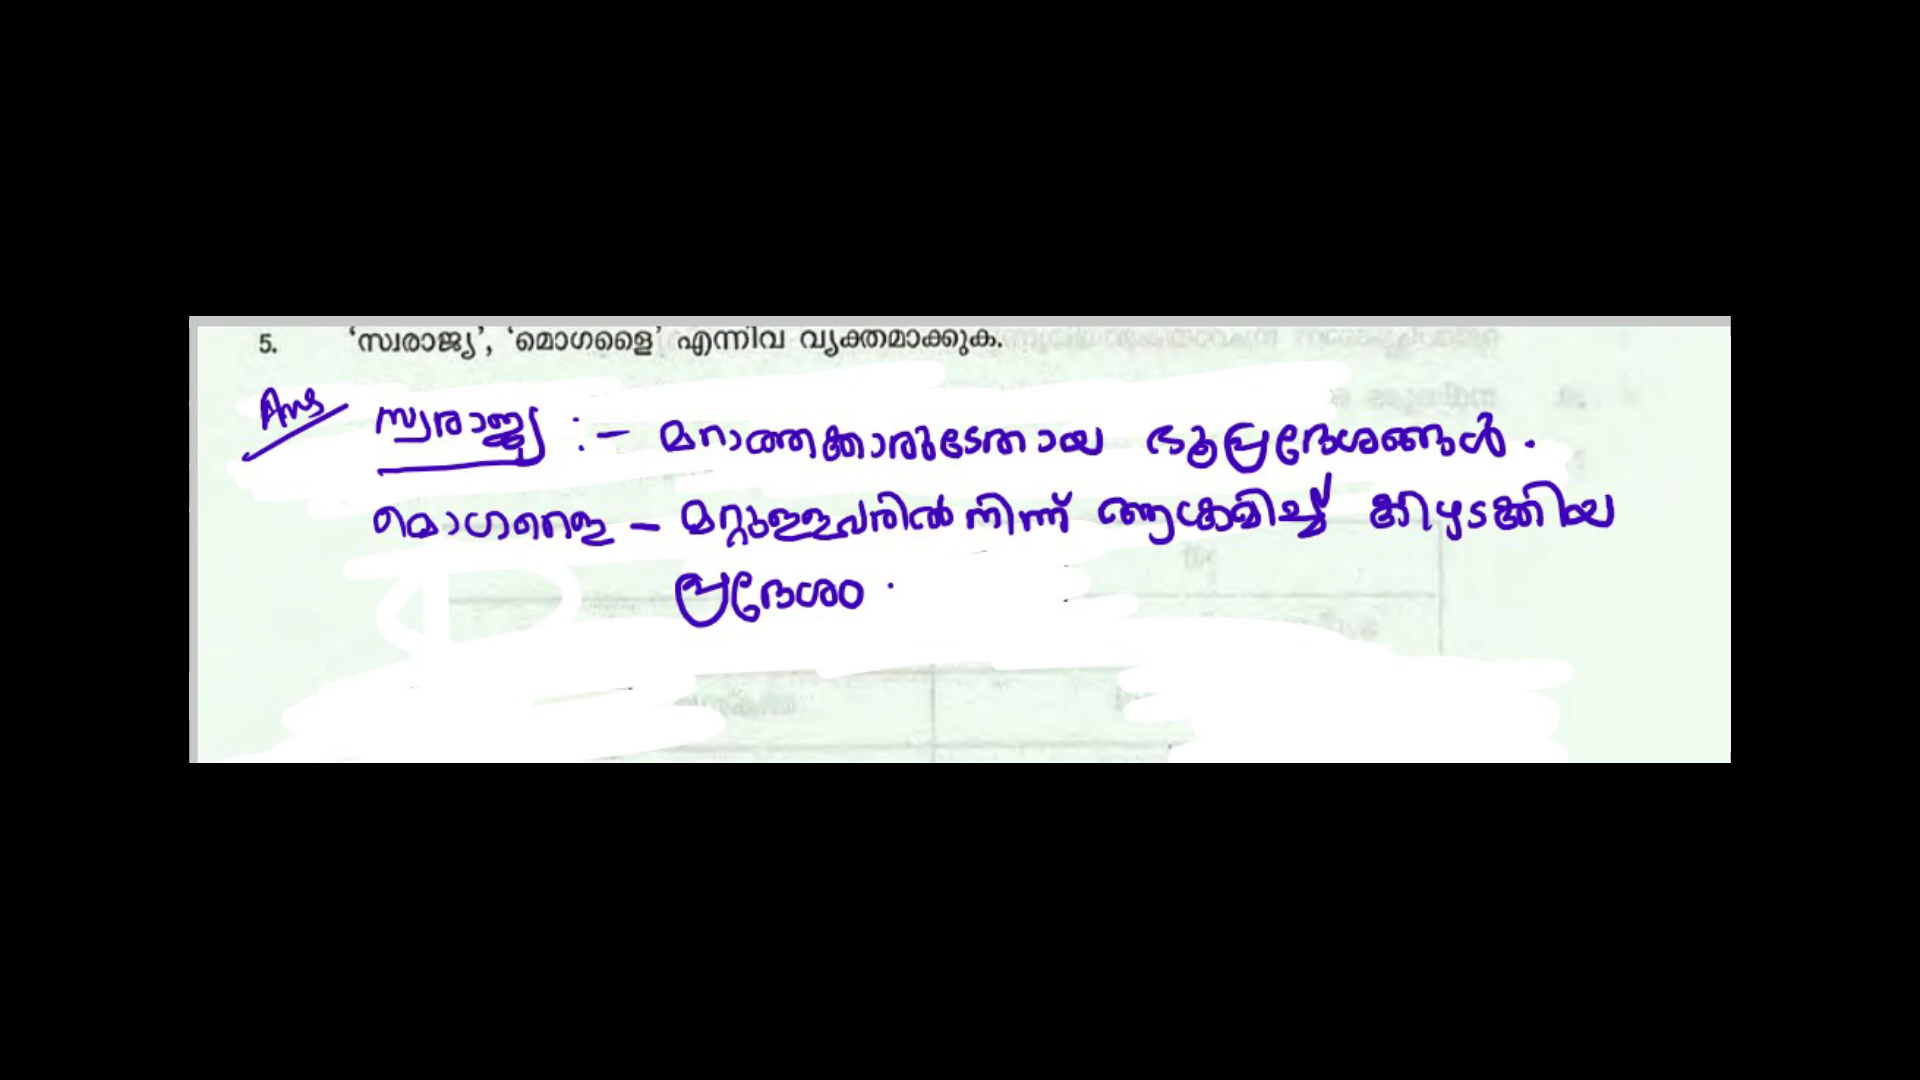 5. 'സ്വരാജ്യ', 'മൊഗളൈ' എന്നിവ വ്യക്തമാക്കുക.
Ans സ്വരാജ്യ :- മറാത്തക്കാരുടേതായ ഭൂപ്രദേശങ്ങൾ.
മൊഗളൈ - മറ്റുള്ളവരിൽ നിന്ന് ആക്രമിച്ച് കീഴടക്കിയ
പ്രദേശം.